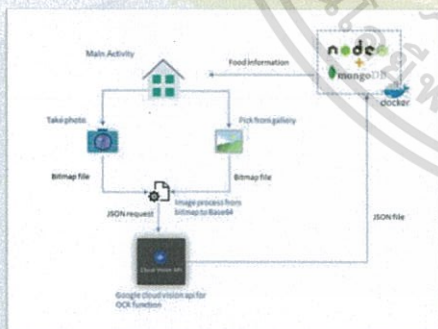 Main Activity
Food information
node
+
mongoDB
docker
Take photo
Pick from gallery
Bitmap file
Bitmap file
Image process from
bitmap to Base64
JSON request
JSON file
Cloud Vision API
Google cloud vision api for
OCR function